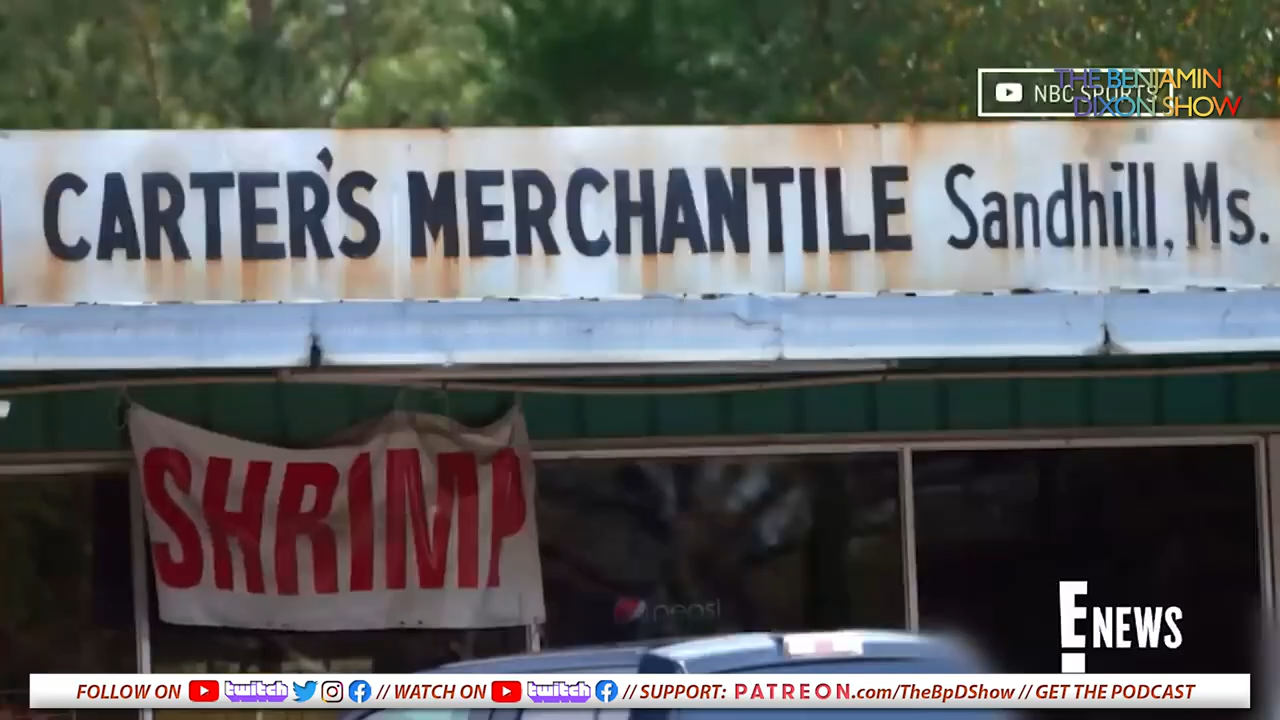 THE BENJAMIN
NBC SPORTS
DIXON SHOW
CARTER'S MERCHANTILE Sandhill, Ms.
SHRIMP
pepsi
E NEWS
FOLLOW ON twitch // WATCH ON twitch // SUPPORT: PATREON.com/TheBpDShow // GET THE PODCAST